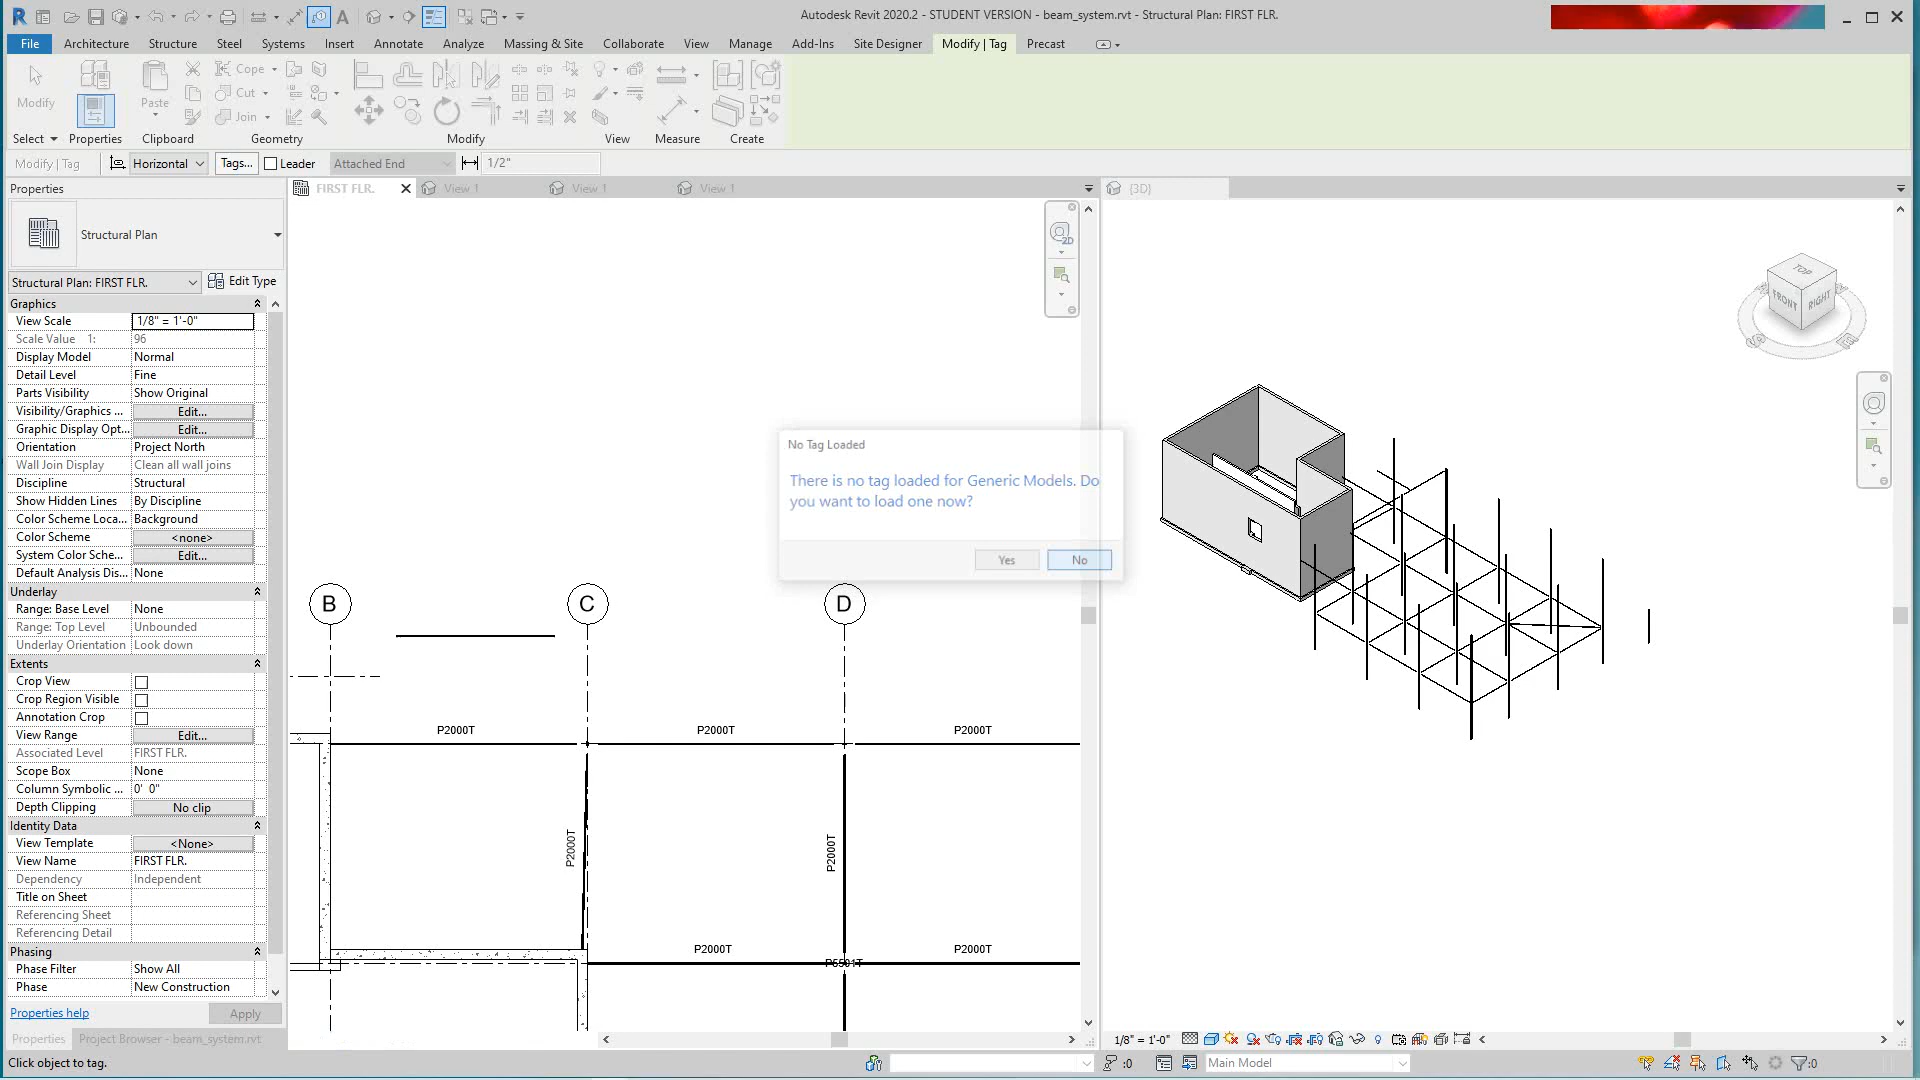 Autodesk Revit 2020.2 - STUDENT VERSION - beam_system.rvt - Structural Plan: FIRST FLR.
File Architecture Structure Steel Systems Insert Annotate Analyze Massing & Site Collaborate View Manage Add-Ins Site Designer Modify | Tag Precast
Modify
Paste
Cope
Cut
Join
Select Properties Clipboard Geometry Modify View Measure Create
Modify | Tag Horizontal Tags... Leader Attached End 1/2"
Properties
FIRST FLR. View 1 View 1 View 1 {3D}
Structural Plan
Structural Plan: FIRST FLR. Edit Type
Graphics
View Scale 1/8" = 1'-0"
Scale Value 1: 96
Display Model Normal
Detail Level Fine
Parts Visibility Show Original
Visibility/Graphics ... Edit...
Graphic Display Opt... Edit...
Orientation Project North
Wall Join Display Clean all wall joins
Discipline Structural
Show Hidden Lines By Discipline
Color Scheme Loca... Background
Color Scheme <none>
System Color Sche... Edit...
Default Analysis Dis... None
Underlay
Range: Base Level None
Range: Top Level Unbounded
Underlay Orientation Look down
Extents
Crop View
Crop Region Visible
Annotation Crop
View Range Edit...
Associated Level FIRST FLR.
Scope Box None
Column Symbolic ... 0' 0"
Depth Clipping No clip
Identity Data
View Template <None>
View Name FIRST FLR.
Dependency Independent
Title on Sheet
Referencing Sheet
Referencing Detail
Phasing
Phase Filter Show All
Phase New Construction
Properties help Apply
Properties Project Browser - beam_system.rvt
Click object to tag.
2D
No Tag Loaded
There is no tag loaded for Generic Models. Do
you want to load one now?
Yes No
B C D
P2000T P2000T P2000T
P2000T P2000T
P2000T P2000T
TOP
FRONT RIGHT
1/8" = 1'-0"
:0 Main Model :0